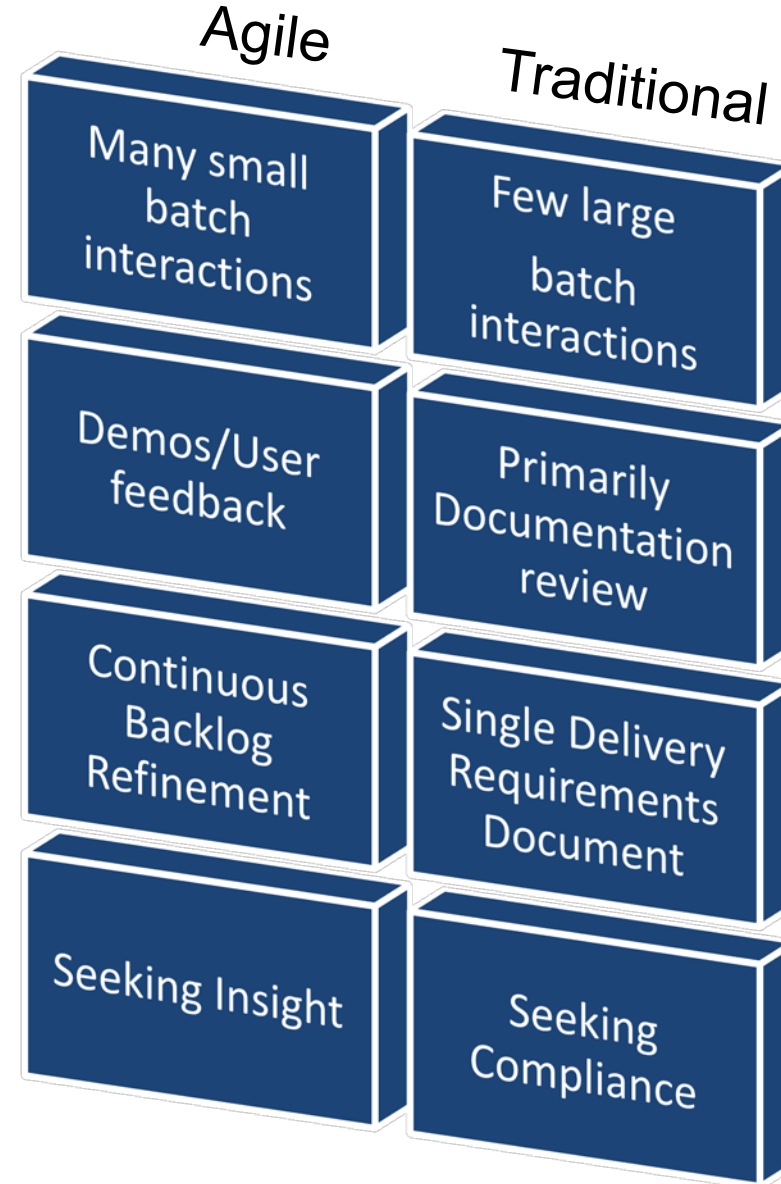 Agile
Traditional
Many small
batch
interactions
Few large
batch
interactions
Demos/User
feedback
Primarily
Documentation
review
Continuous
Backlog
Refinement
Single Delivery
Requirements
Document
Seeking Insight
Seeking
Compliance